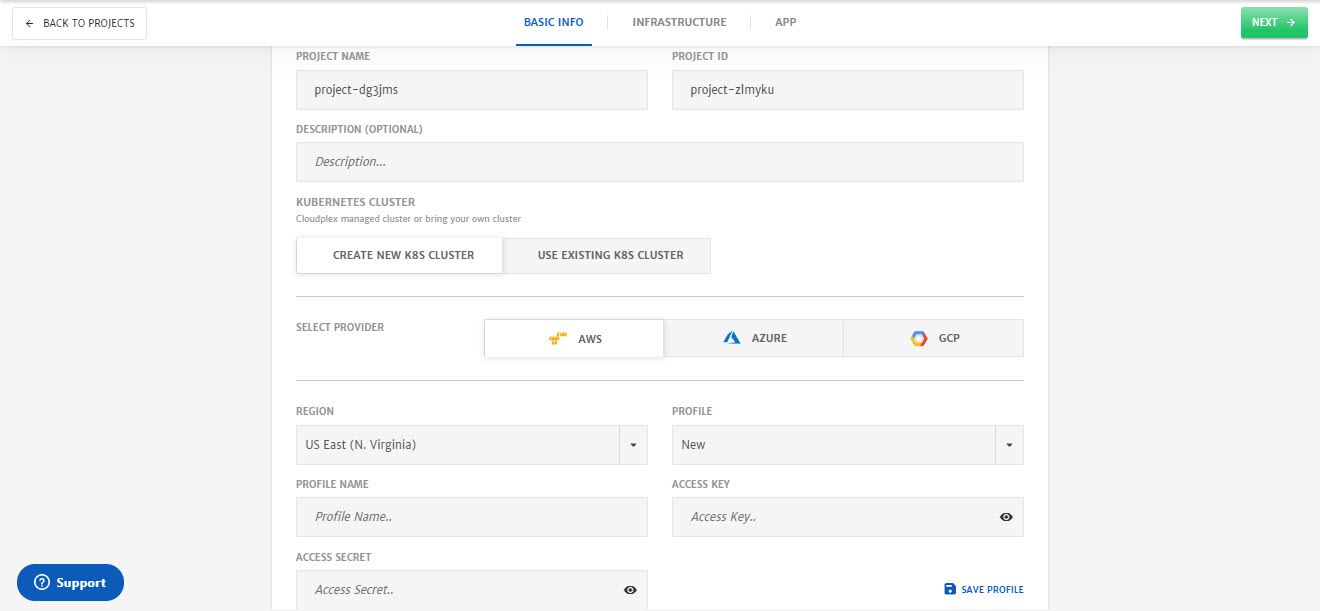 BACK TO PROJECTS
BASIC INFO
INFRASTRUCTURE
APP
NEXT
PROJECT NAME
PROJECT ID
project-dg3jms
project-zlmyku
DESCRIPTION (OPTIONAL)
Description...
KUBERNETES CLUSTER
Cloudplex managed cluster or bring your own cluster
CREATE NEW K8S CLUSTER
USE EXISTING K8S CLUSTER
SELECT PROVIDER
AWS
AZURE
GCP
REGION
PROFILE
US East (N. Virginia)
New
PROFILE NAME
ACCESS KEY
Profile Name..
Access Key..
ACCESS SECRET
Access Secret..
SAVE PROFILE
Support